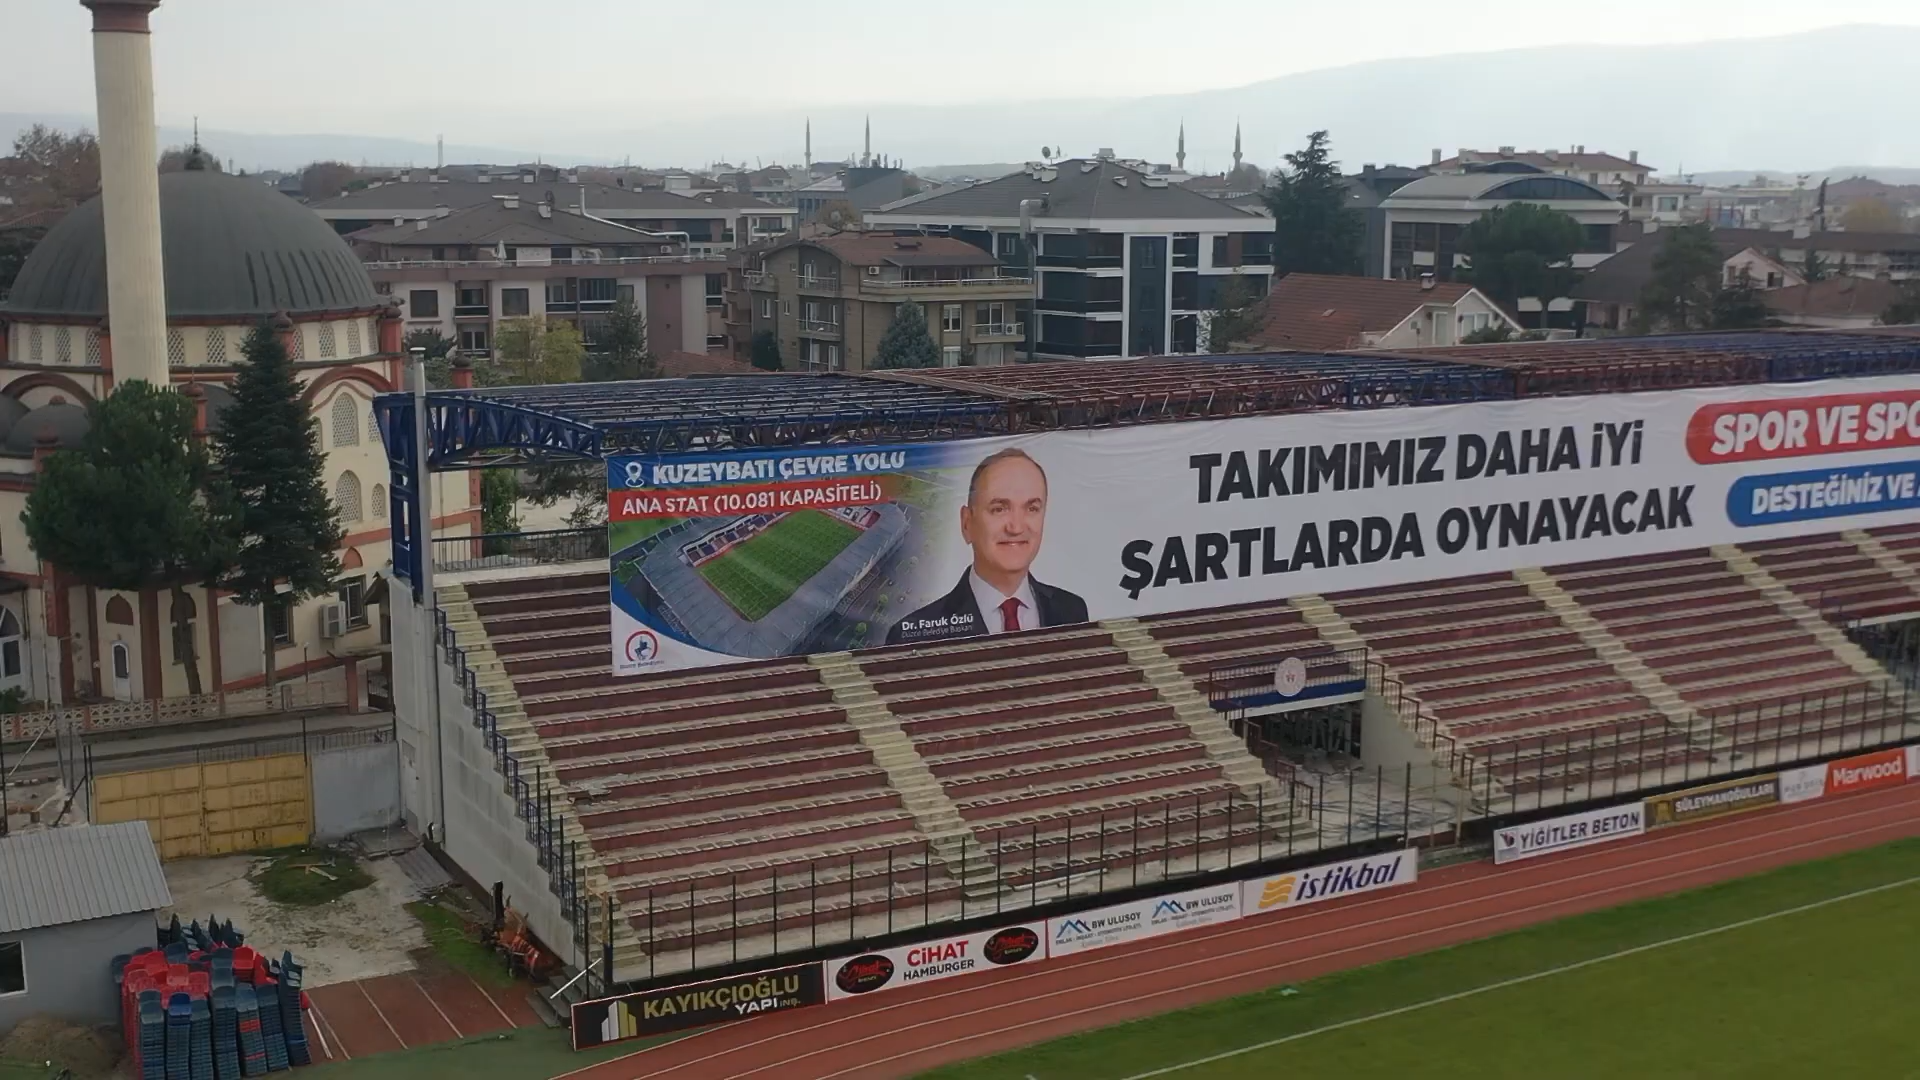 KUZEYBATI ÇEVRE YOLU
ANA STAT (10.081 KAPASİTELİ)
Dr. Faruk Özlü
Düzce Belediye Başkanı
TAKIMIMIZ DAHA İYİ
ŞARTLARDA OYNAYACAK
SPOR VE SPO
DESTEĞİNİZ VE
KAYIKÇIOĞLU
YAPI İNŞ.
CİHAT
HAMBURGER
BW ULUSOY
BW ULUSOY
istikbal
YİĞİTLER BETON
SÜLEYMANOĞULLARI
Marwood